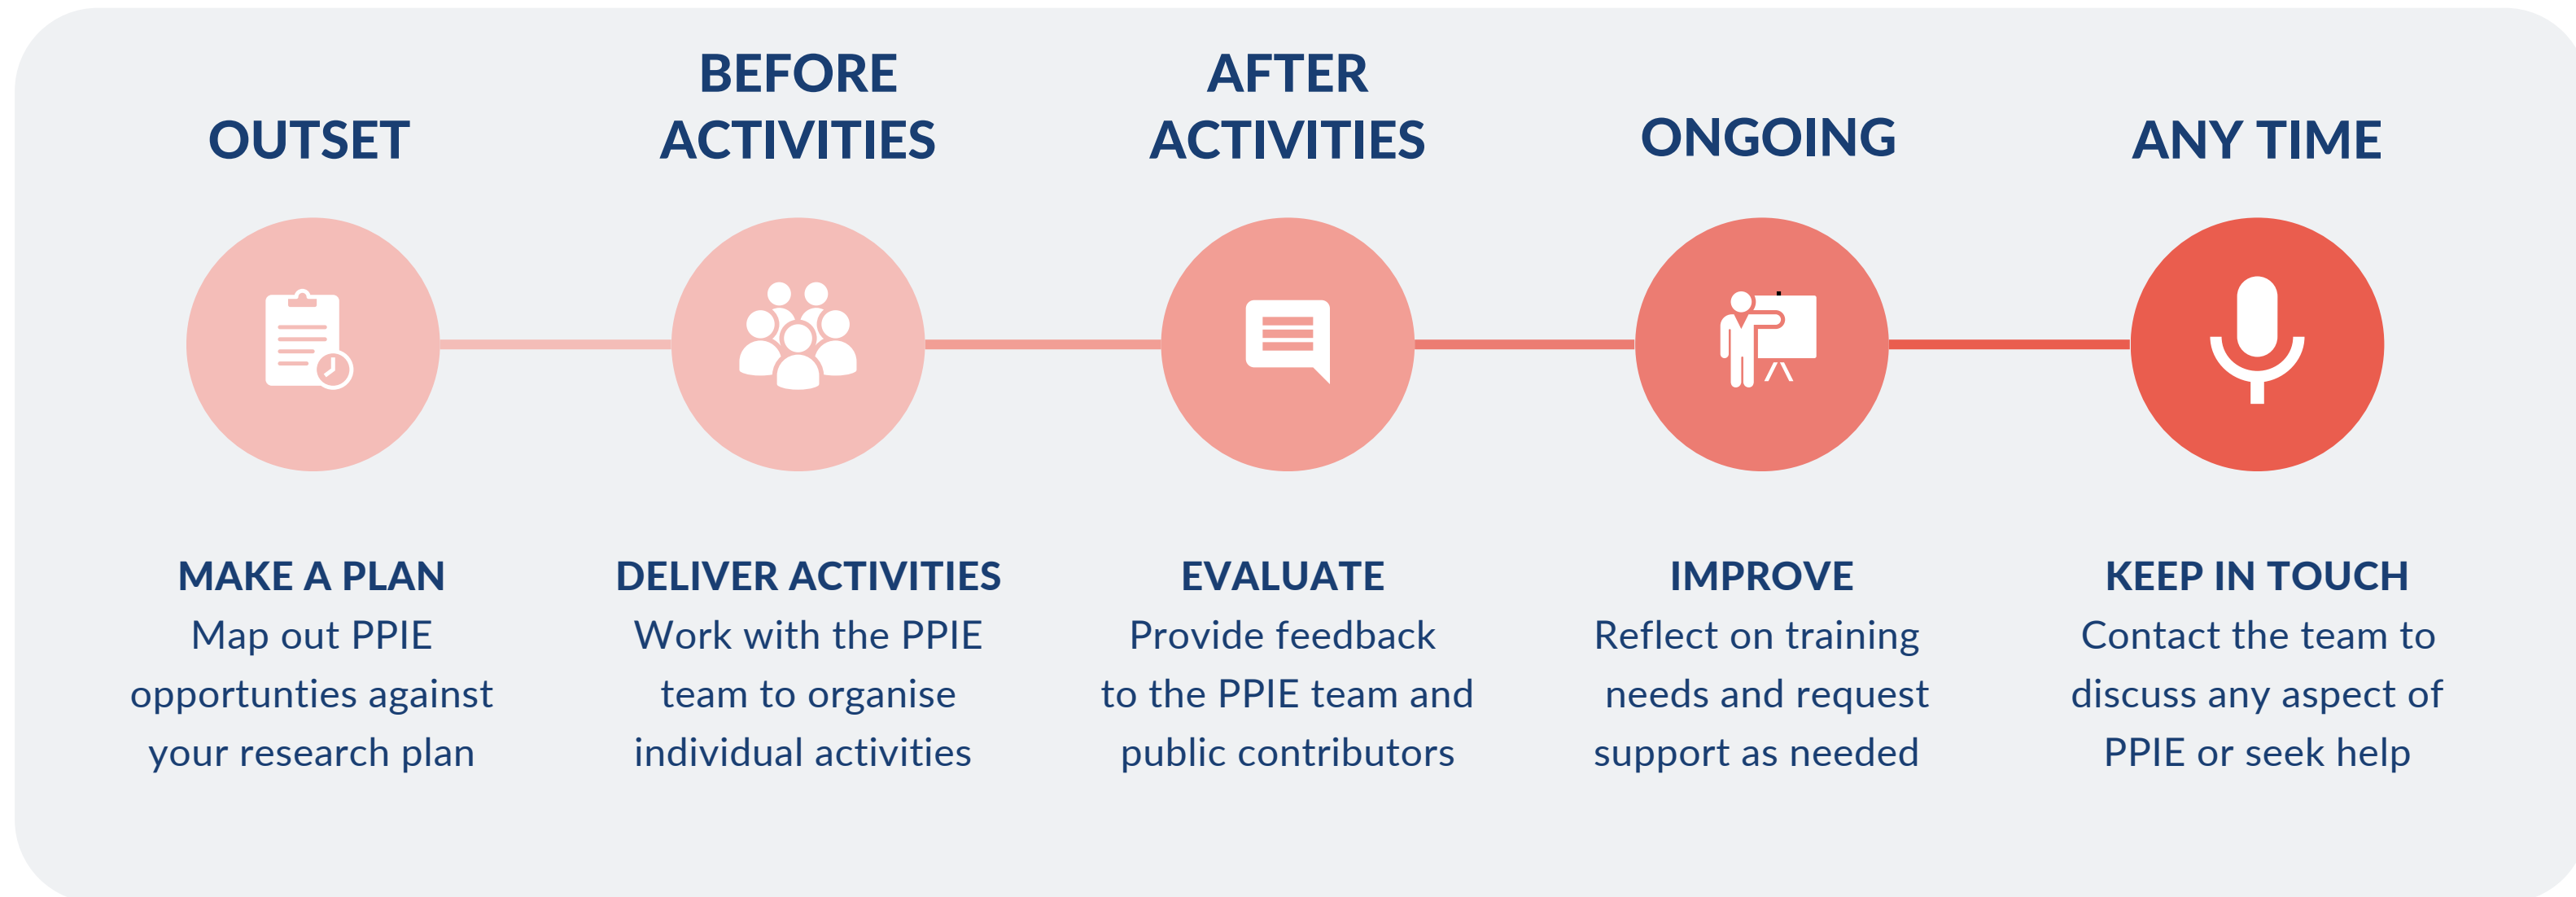 OUTSET
BEFORE
ACTIVITIES
AFTER
ACTIVITIES
ONGOING
ANY TIME
MAKE A PLAN
Map out PPIE
opportunties against
your research plan
DELIVER ACTIVITIES
Work with the PPIE
team to organise
individual activities
EVALUATE
Provide feedback
to the PPIE team and
public contributors
IMPROVE
Reflect on training
needs and request
support as needed
KEEP IN TOUCH
Contact the team to
discuss any aspect of
PPIE or seek help